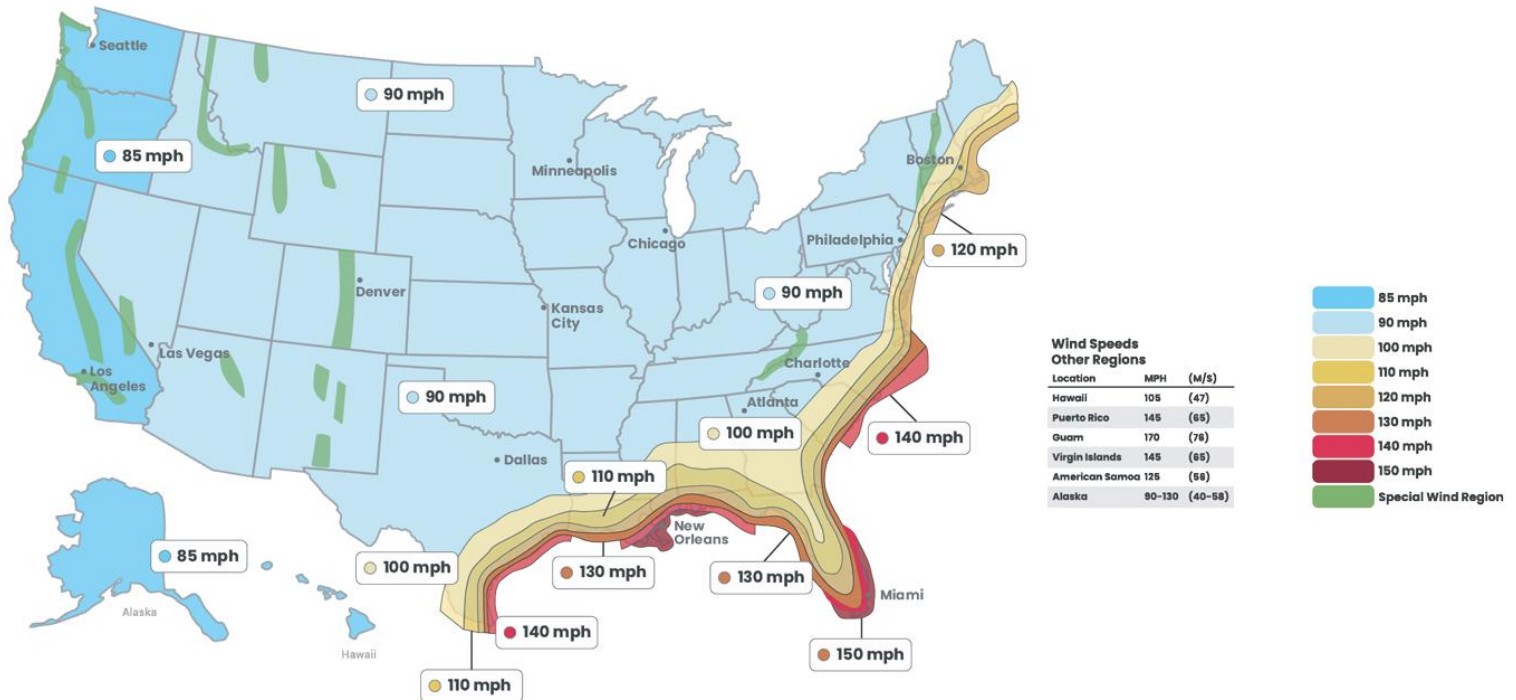 Seattle
90 mph
85 mph
Minneapolis
Boston
Chicago
Philadelphia
120 mph
Denver
90 mph
Kansas
City
Las Vegas
Los
Angeles
Charlotte
90 mph
Atlanta
100 mph
140 mph
Dallas
110 mph
New
Orleans
85 mph
100 mph
130 mph
130 mph
Miami
Alaska
140 mph
Hawaii
150 mph
110 mph
Wind Speeds
Other Regions
Location MPH (M/S)
Hawaii 105 (47)
Puerto Rico 145 (65)
Guam 170 (76)
Virgin Islands 145 (65)
American Samoa 125 (56)
Alaska 90-130 (40-58)
85 mph
90 mph
100 mph
110 mph
120 mph
130 mph
140 mph
150 mph
Special Wind Region